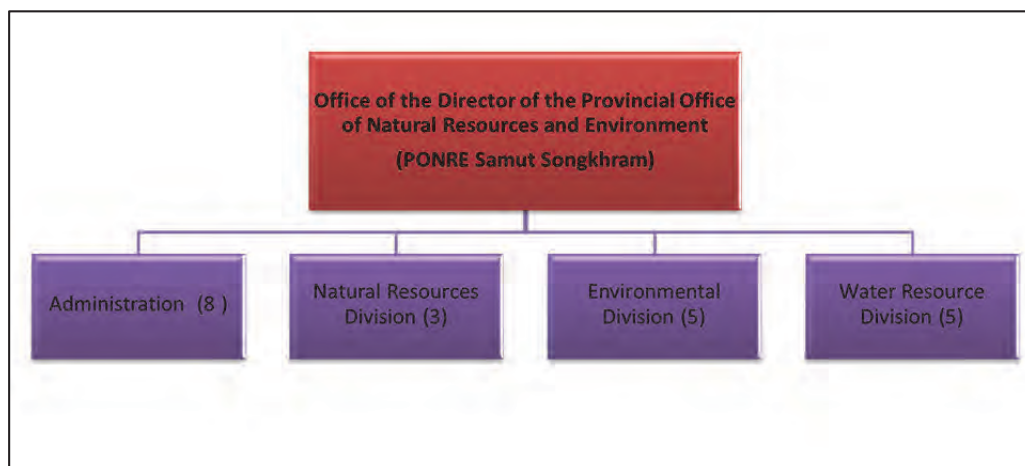 Office of the Director of the Provincial Office
of Natural Resources and Environment
(PONRE Samut Songkhram)
Administration (8 )
Natural Resources
Division (3)
Environmental
Division (5)
Water Resource
Division (5)